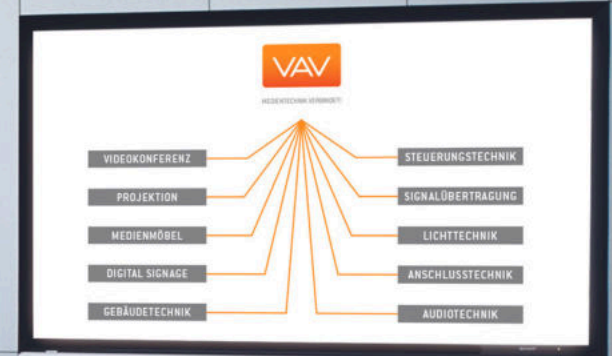 VAV
MEDIENTECHNIK VERBINDET!
VIDEOKONFERENZ
PROJEKTION
MEDIENMÖBEL
DIGITAL SIGNAGE
GEBÄUDETECHNIK
STEUERUNGSTECHNIK
SIGNALÜBERTRAGUNG
LICHTTECHNIK
ANSCHLUSSTECHNIK
AUDIOTECHNIK